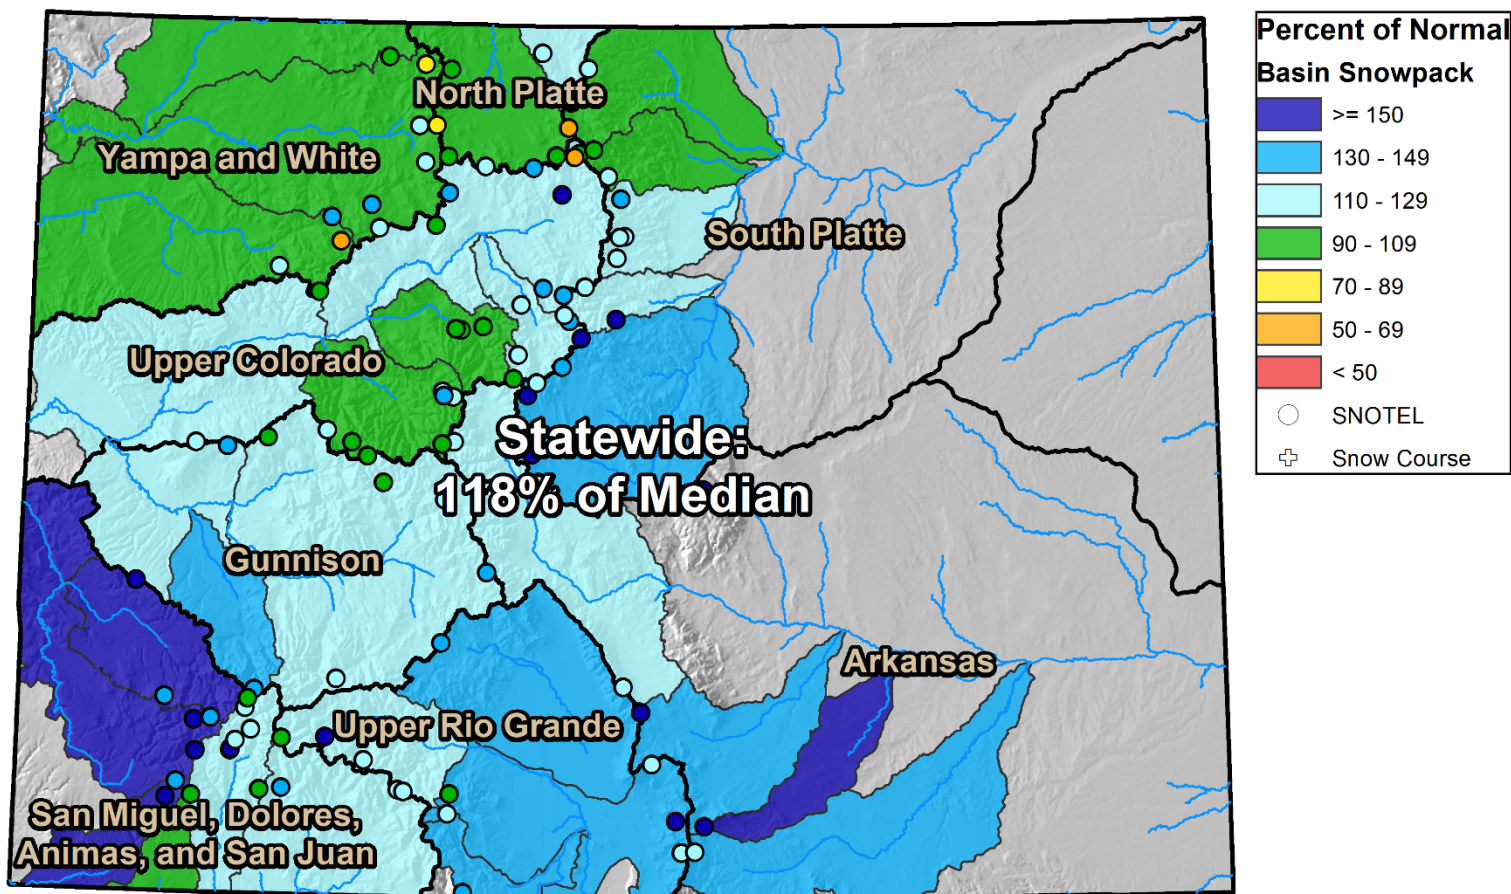 North Platte
Yampa and White
South Platte
Upper Colorado
Statewide:
118% of Median
Gunnison
Arkansas
Upper Rio Grande
San Miguel, Dolores,
Animas, and San Juan
Percent of Normal
Basin Snowpack
>= 150
130 - 149
110 - 129
90 - 109
70 - 89
50 - 69
< 50
SNOTEL
Snow Course